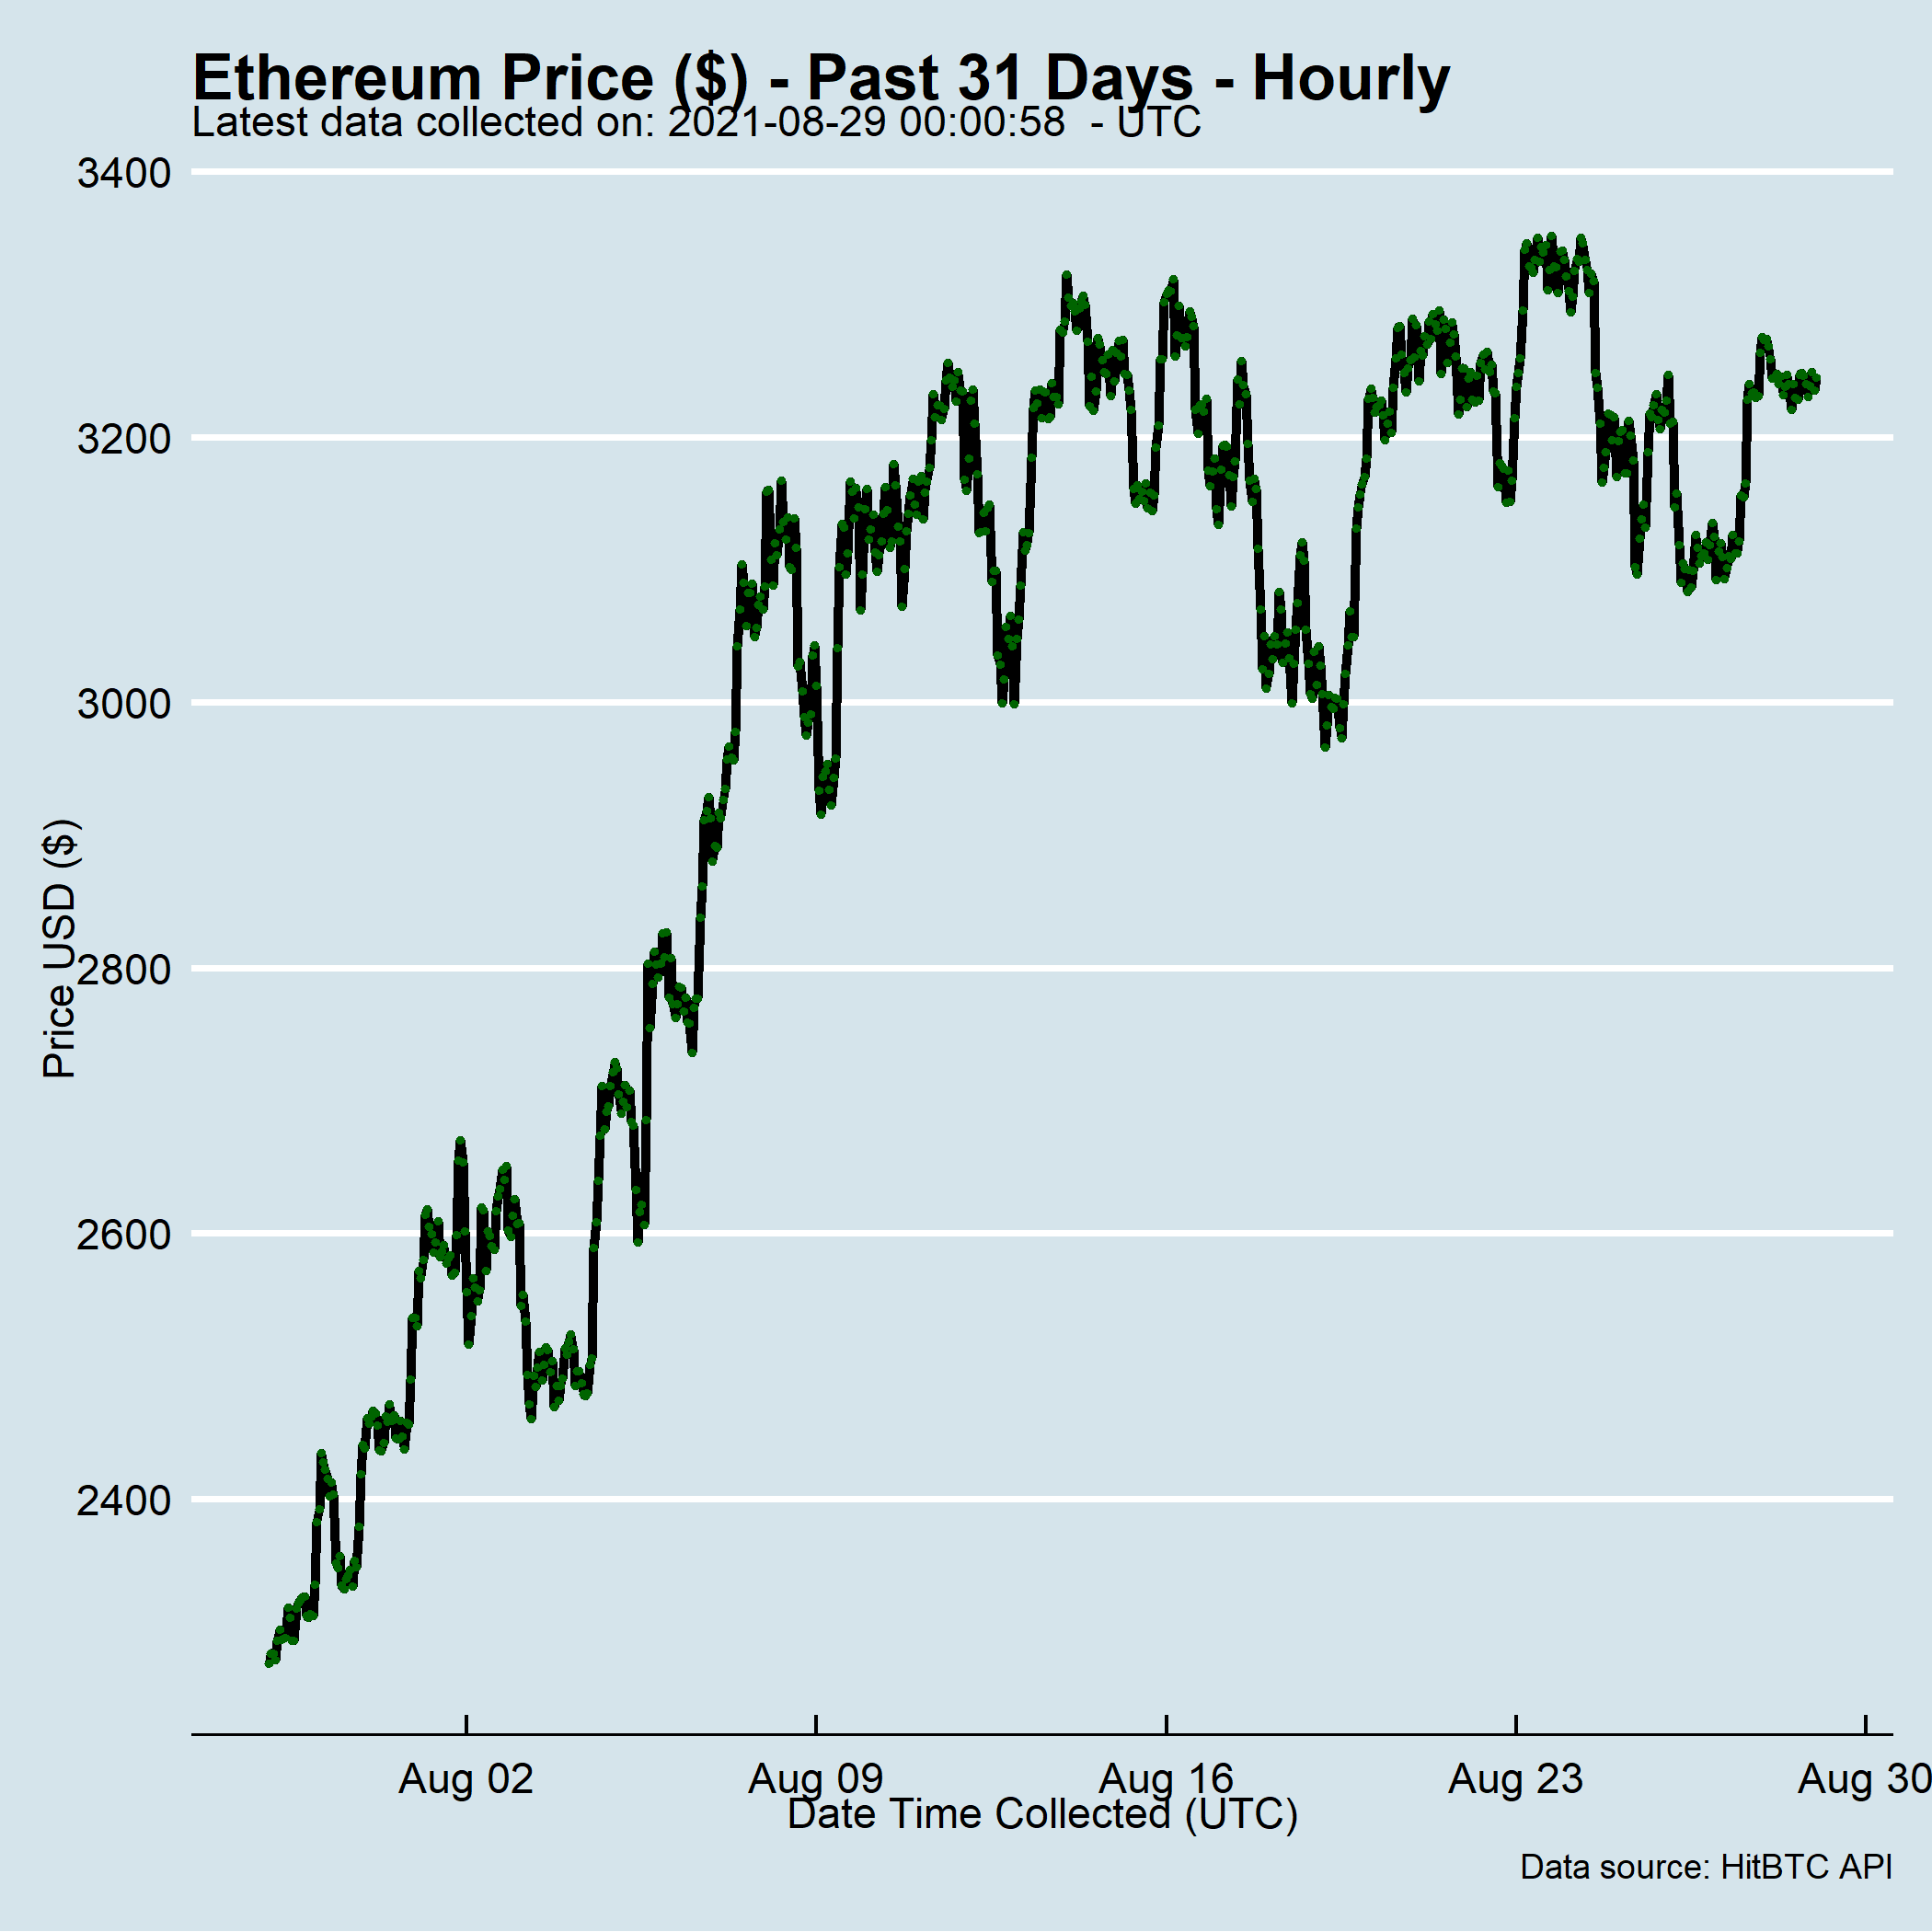 Ethereum Price ($) - Past 31 Days - Hourly
Latest data collected on: 2021-08-29 00:00:58  - UTC
3400
3200
3000
2800
2600
2400
Price USD ($)
Aug 02
Aug 09
Aug 16
Aug 23
Aug 30
Date Time Collected (UTC)
Data source: HitBTC API